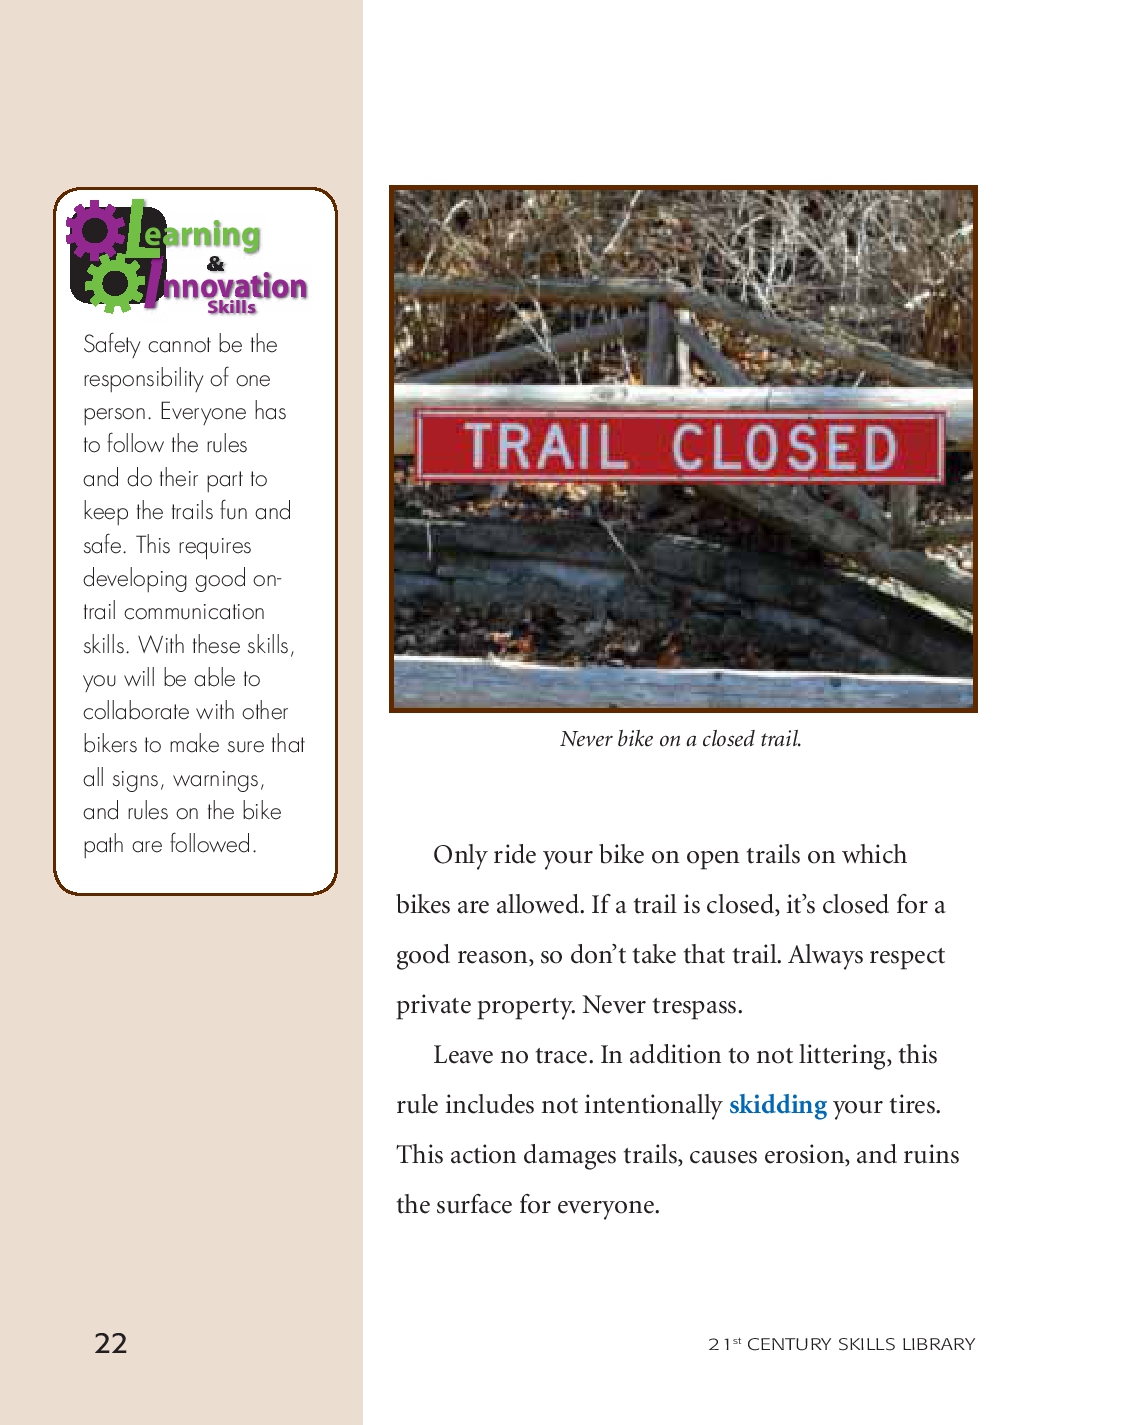 Learning
&
Innovation
Skills
Safety cannot be the
responsibility of one
person. Everyone has
to follow the rules
and do their part to
keep the trails fun and
safe. This requires
developing good on-
trail communication
skills. With these skills,
you will be able to
collaborate with other
bikers to make sure that
all signs, warnings,
and rules on the bike
path are followed.
TRAIL CLOSED
Never bike on a closed trail.
Only ride your bike on open trails on which
bikes are allowed. If a trail is closed, it’s closed for a
good reason, so don’t take that trail. Always respect
private property. Never trespass.
Leave no trace. In addition to not littering, this
rule includes not intentionally skidding your tires.
This action damages trails, causes erosion, and ruins
the surface for everyone.
22
21st CENTURY SKILLS LIBRARY